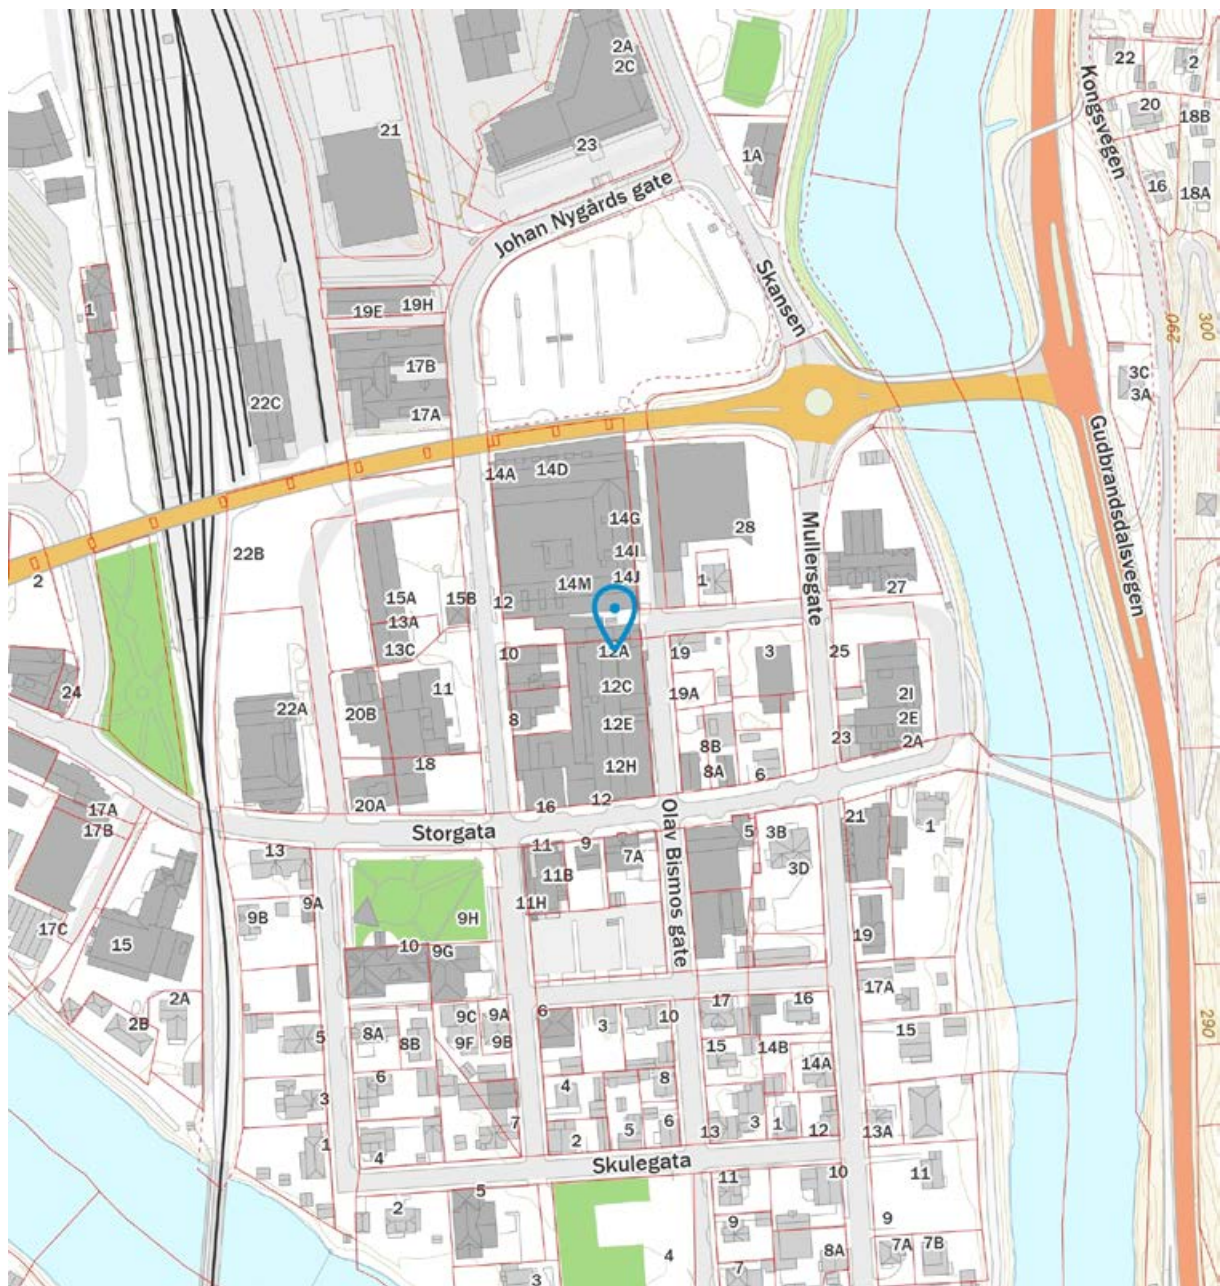 2A
2C
22
2
Kongsvegen
20
18B
21
23
1A
16
18A
Johan Nygårds gate
Skansen
1
19E
19H
290
300
17B
3C
3A
22C
17A
Gudbrandsdalsvegen
14A
14D
14G
28
Mullersgate
22B
14I
14J
14M
1
27
2
15A
15B
12
13A
13C
10
12A
19
3
25
24
11
12C
19A
2I
22A
20B
8
12E
2E
23
2A
8B
8A
6
18
12H
20A
16
12
17A
17B
Storgata
Olav Bismos gate
5
3B
21
1
13
11
9
7A
3D
11B
9A
9B
9H
11H
17C
15
10
9G
19
17A
2A
2B
9C
9A
6
3
10
17
16
5
8A
8B
9F
9B
15
14B
15
14A
6
4
8
3
7
5
6
13
3
1
12
13A
1
4
2
Skulegata
11
10
11
2
5
9
9
4
8A
7A
7B
3
7
290